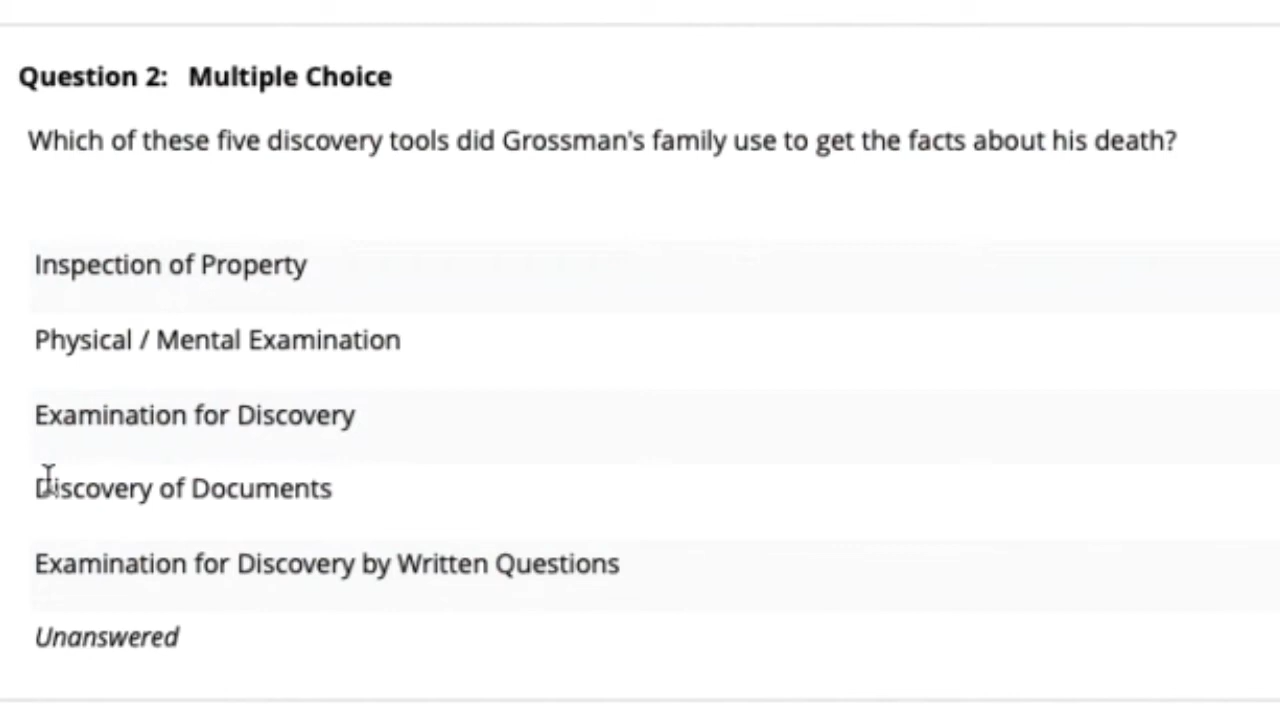 Question 2: Multiple Choice
Which of these five discovery tools did Grossman's family use to get the facts about his death?
Inspection of Property
Physical / Mental Examination
Examination for Discovery
Discovery of Documents
Examination for Discovery by Written Questions
Unanswered